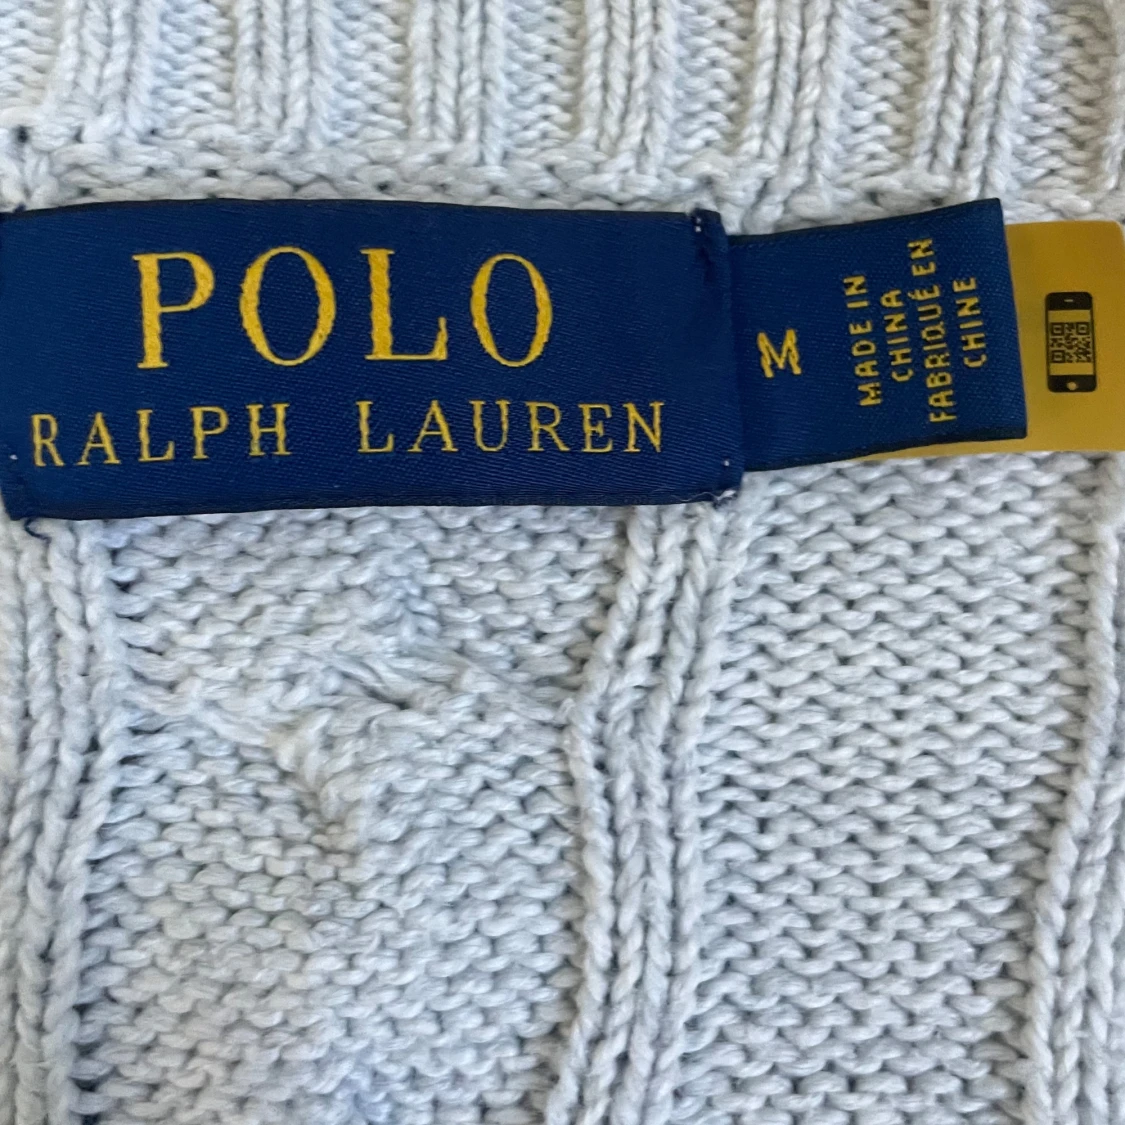 POLO
RALPH LAUREN
M
MADE IN
CHINA
FABRIQUÉ EN
CHINE